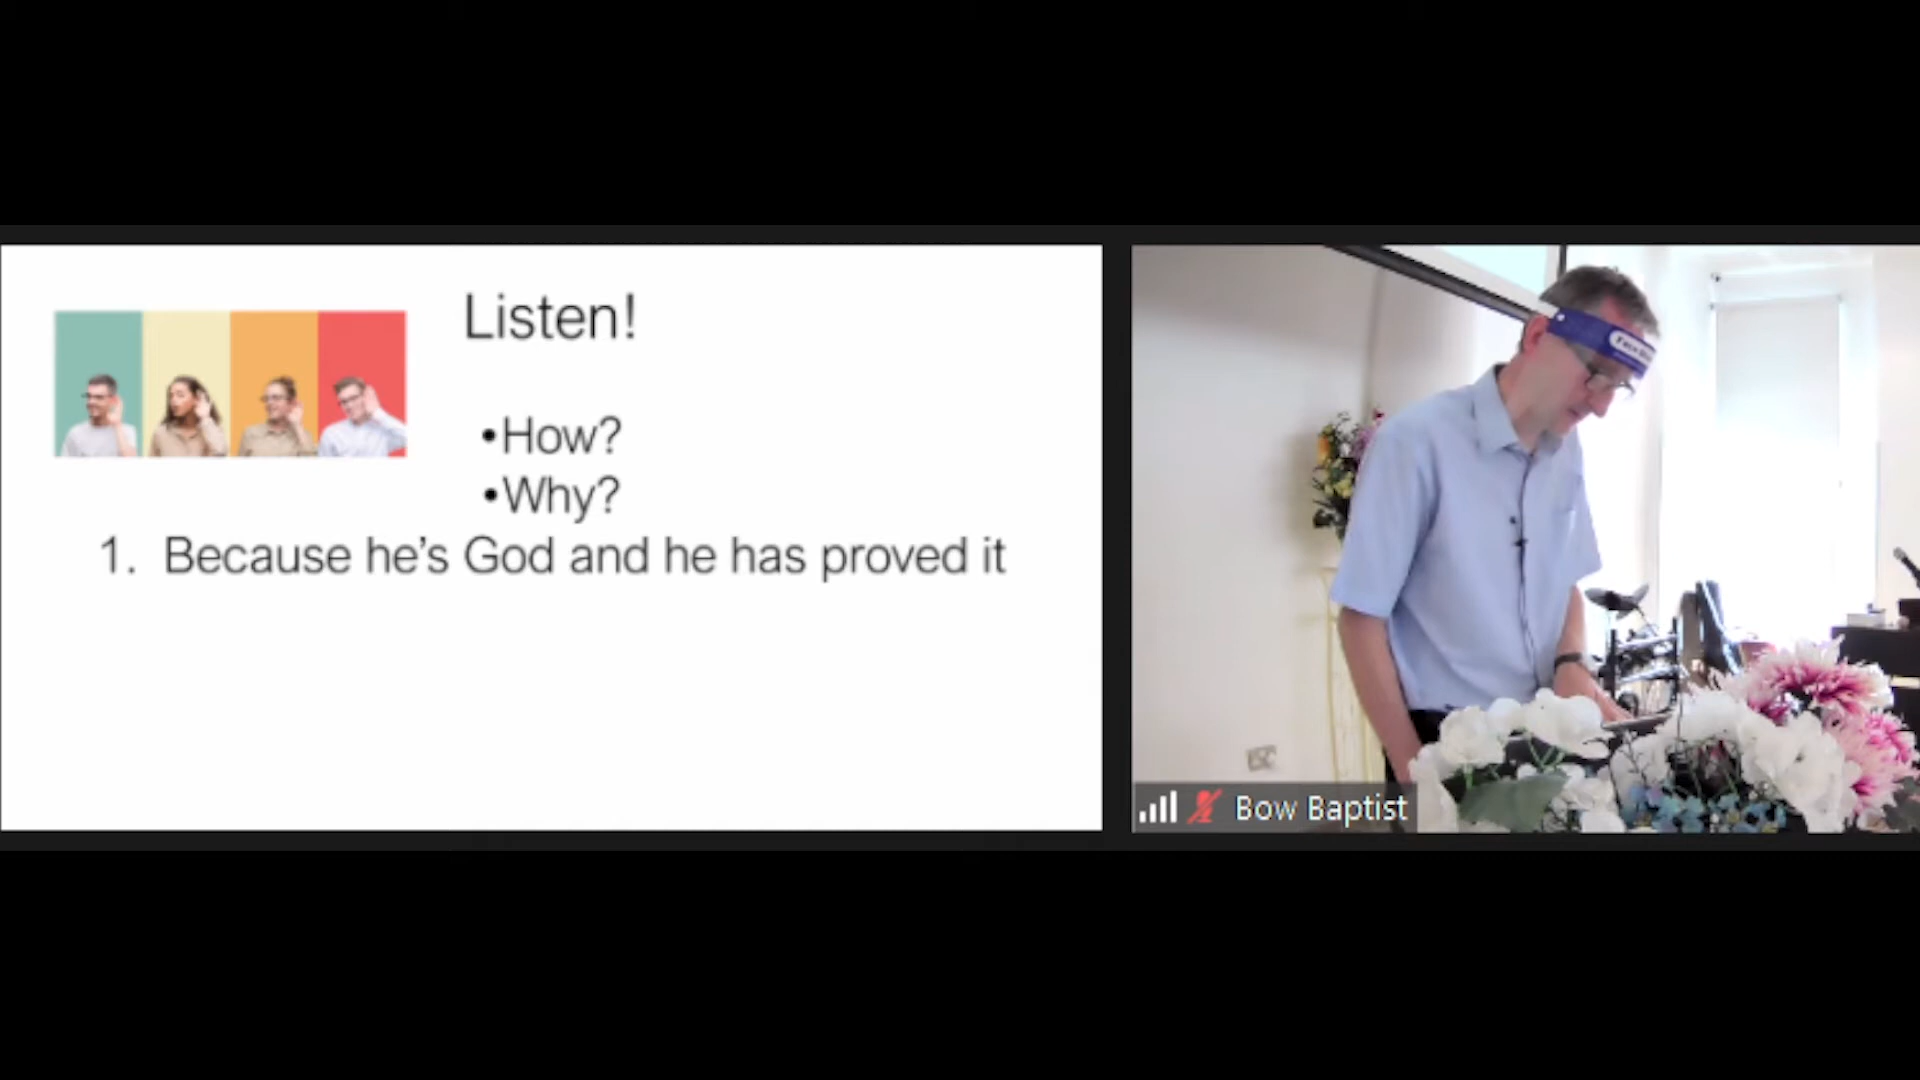 Listen!
•How?
•Why?
1. Because he's God and he has proved it
Bow Baptist